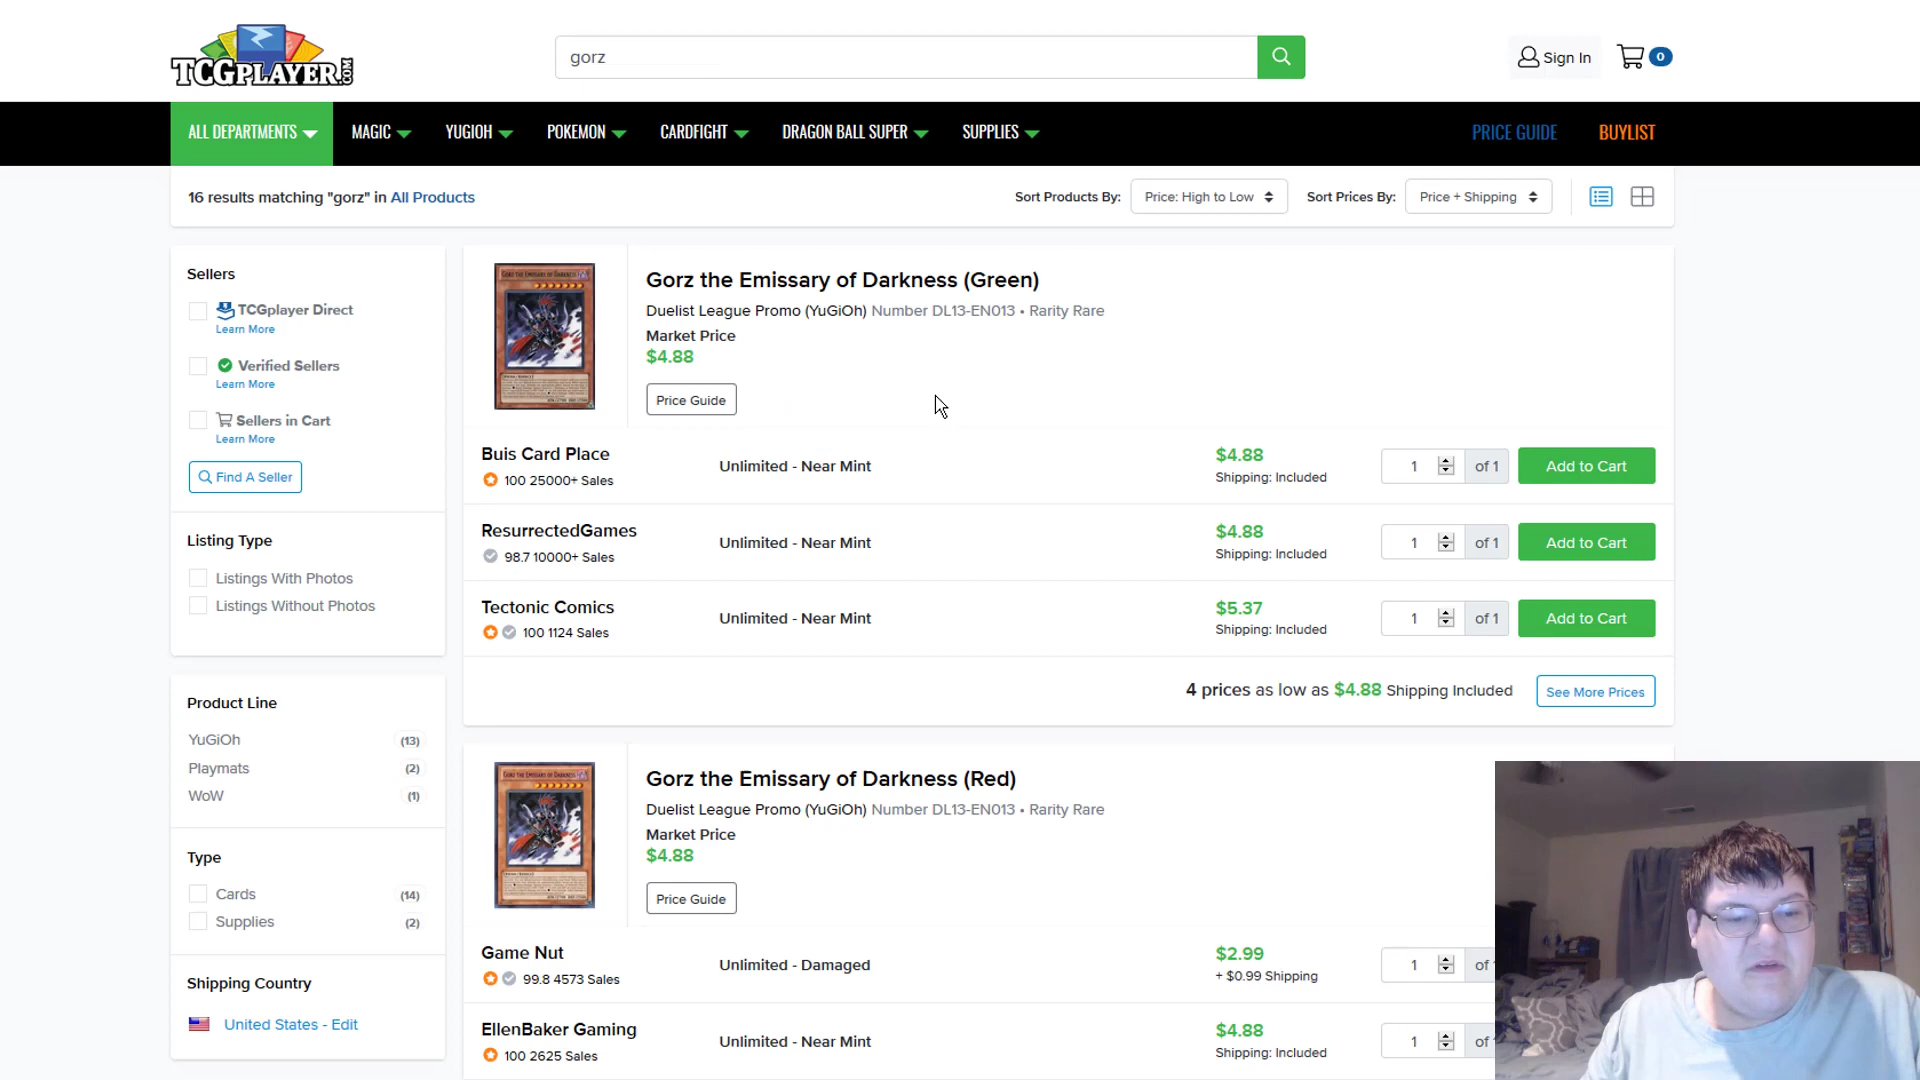 TCGPLAYER.COM
gorz
Sign In
0
ALL DEPARTMENTS
MAGIC
YUGIOH
POKEMON
CARDFIGHT
DRAGON BALL SUPER
SUPPLIES
PRICE GUIDE
BUYLIST
16 results matching "gorz" in All Products
Sort Products By:
Price: High to Low
Sort Prices By:
Price + Shipping
Sellers
TCGplayer Direct
Learn More
Verified Sellers
Learn More
Sellers in Cart
Learn More
Find A Seller
Listing Type
Listings With Photos
Listings Without Photos
Product Line
YuGiOh (13)
Playmats (2)
WoW (1)
Type
Cards (14)
Supplies (2)
Shipping Country
United States - Edit
Gorz the Emissary of Darkness (Green)
Duelist League Promo (YuGiOh) Number DL13-EN013 • Rarity Rare
Market Price
$4.88
Price Guide
Buis Card Place
100 25000+ Sales
Unlimited - Near Mint
$4.88
Shipping: Included
1
of 1
Add to Cart
ResurrectedGames
98.7 10000+ Sales
Unlimited - Near Mint
$4.88
Shipping: Included
1
of 1
Add to Cart
Tectonic Comics
100 1124 Sales
Unlimited - Near Mint
$5.37
Shipping: Included
1
of 1
Add to Cart
4 prices as low as $4.88 Shipping Included
See More Prices
Gorz the Emissary of Darkness (Red)
Duelist League Promo (YuGiOh) Number DL13-EN013 • Rarity Rare
Market Price
$4.88
Price Guide
Game Nut
99.8 4573 Sales
Unlimited - Damaged
$2.99
+ $0.99 Shipping
1
of
EllenBaker Gaming
100 2625 Sales
Unlimited - Near Mint
$4.88
Shipping: Included
1
of